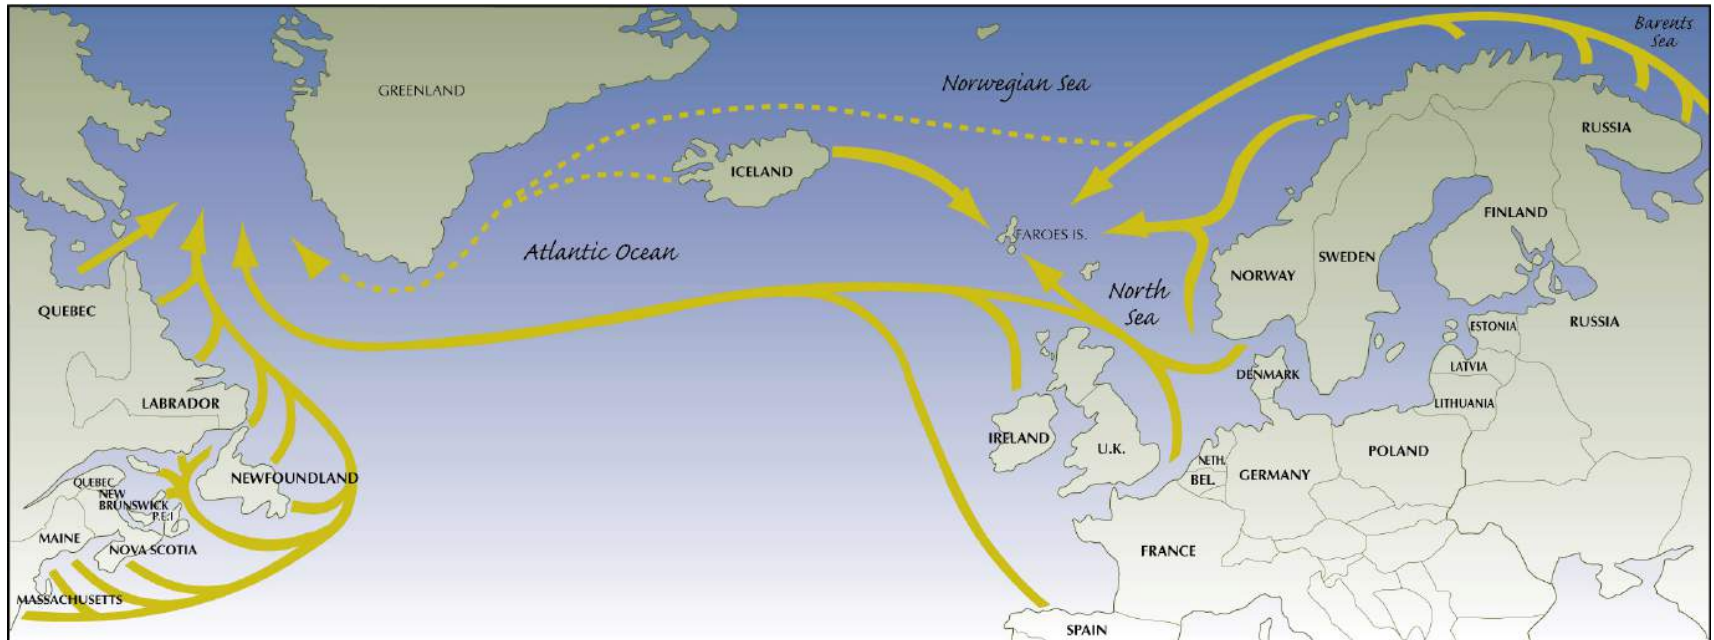 Barents
Sea
GREENLAND
Norwegian Sea
RUSSIA
ICELAND
FINLAND
FAROES IS.
Atlantic Ocean
SWEDEN
NORWAY
North
Sea
QUEBEC
ESTONIA
RUSSIA
LATVIA
DENMARK
LABRADOR
LITHUANIA
IRELAND
U.K.
POLAND
NETH.
QUEBEC
NEWFOUNDLAND
BEL.
GERMANY
NEW
BRUNSWICK
P.E.I
MAINE
NOVA SCOTIA
FRANCE
MASSACHUSETTS
SPAIN